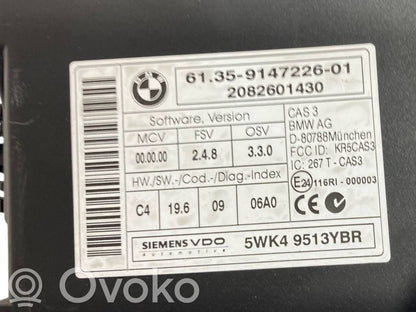 BMW
61.35-9147226-01
2082601430
Software, Version
MCV FSV OSV
00.00.00 2.4.8 3.3.0
HW./SW.-/Cod.-/Diag.-Index
C4 19.6 09 06A0
CAS 3
BMW AG
D-80788München
FCC ID: KR5CAS3
IC: 267 T - CAS3
E24 116RI - 000003
SIEMENS VDO
automotive
5WK4 9513YBR
© Ovoko